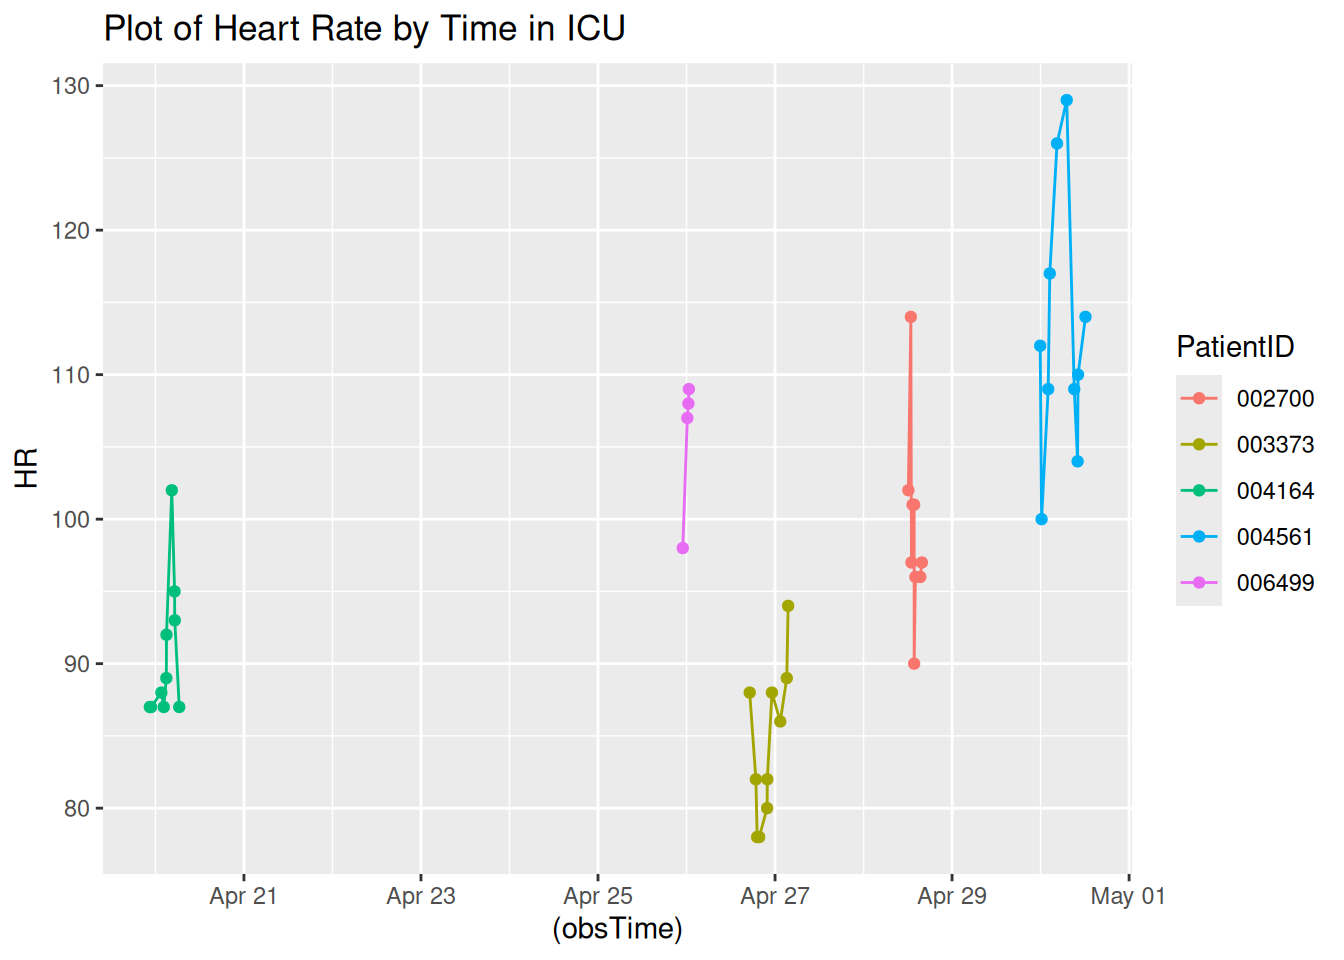 Plot of Heart Rate by Time in ICU
130
120
110
100
90
80
HR
Apr 21 Apr 23 Apr 25 Apr 27 Apr 29 May 01
(obsTime)
PatientID
002700
003373
004164
004561
006499